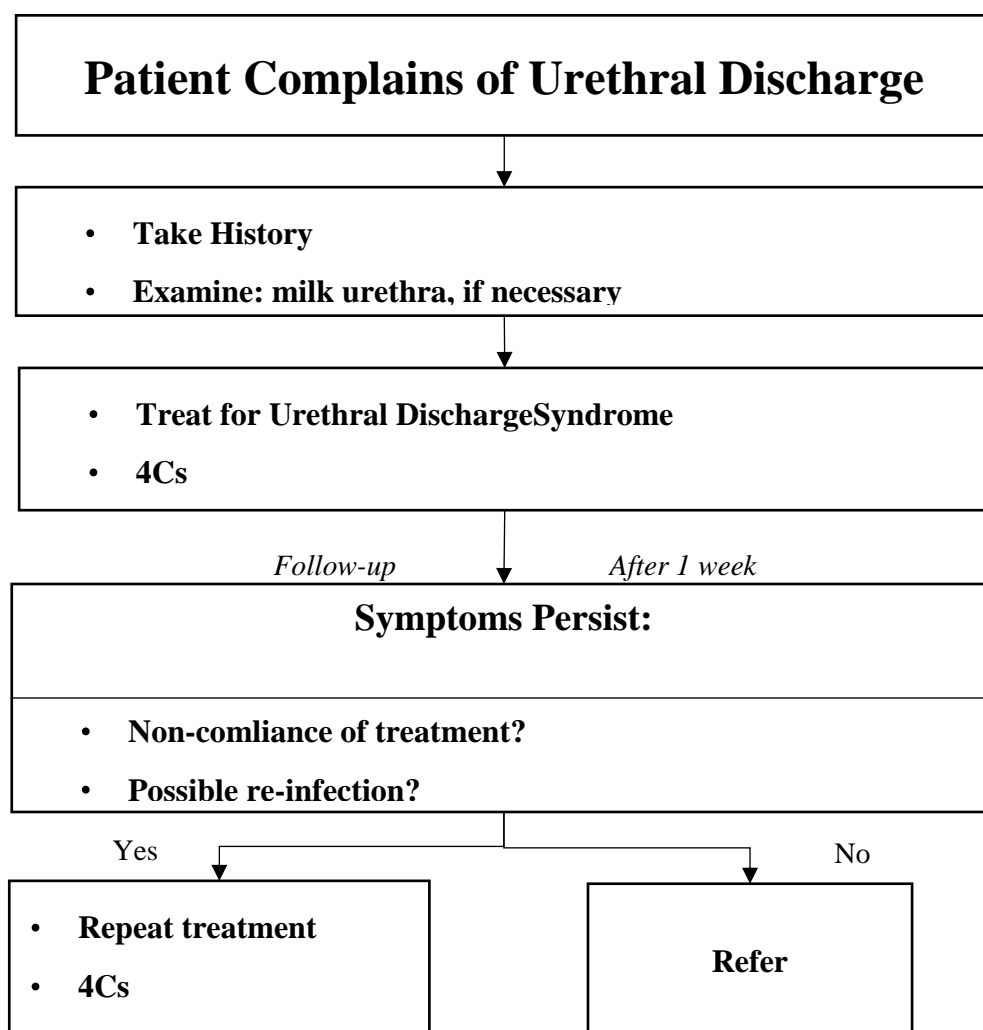 Patient Complains of Urethral Discharge
• Take History
• Examine: milk urethra, if necessary
• Treat for Urethral DischargeSyndrome
• 4Cs
Follow-up After 1 week
Symptoms Persist:
• Non-comliance of treatment?
• Possible re-infection?
Yes No
• Repeat treatment
• 4Cs
Refer